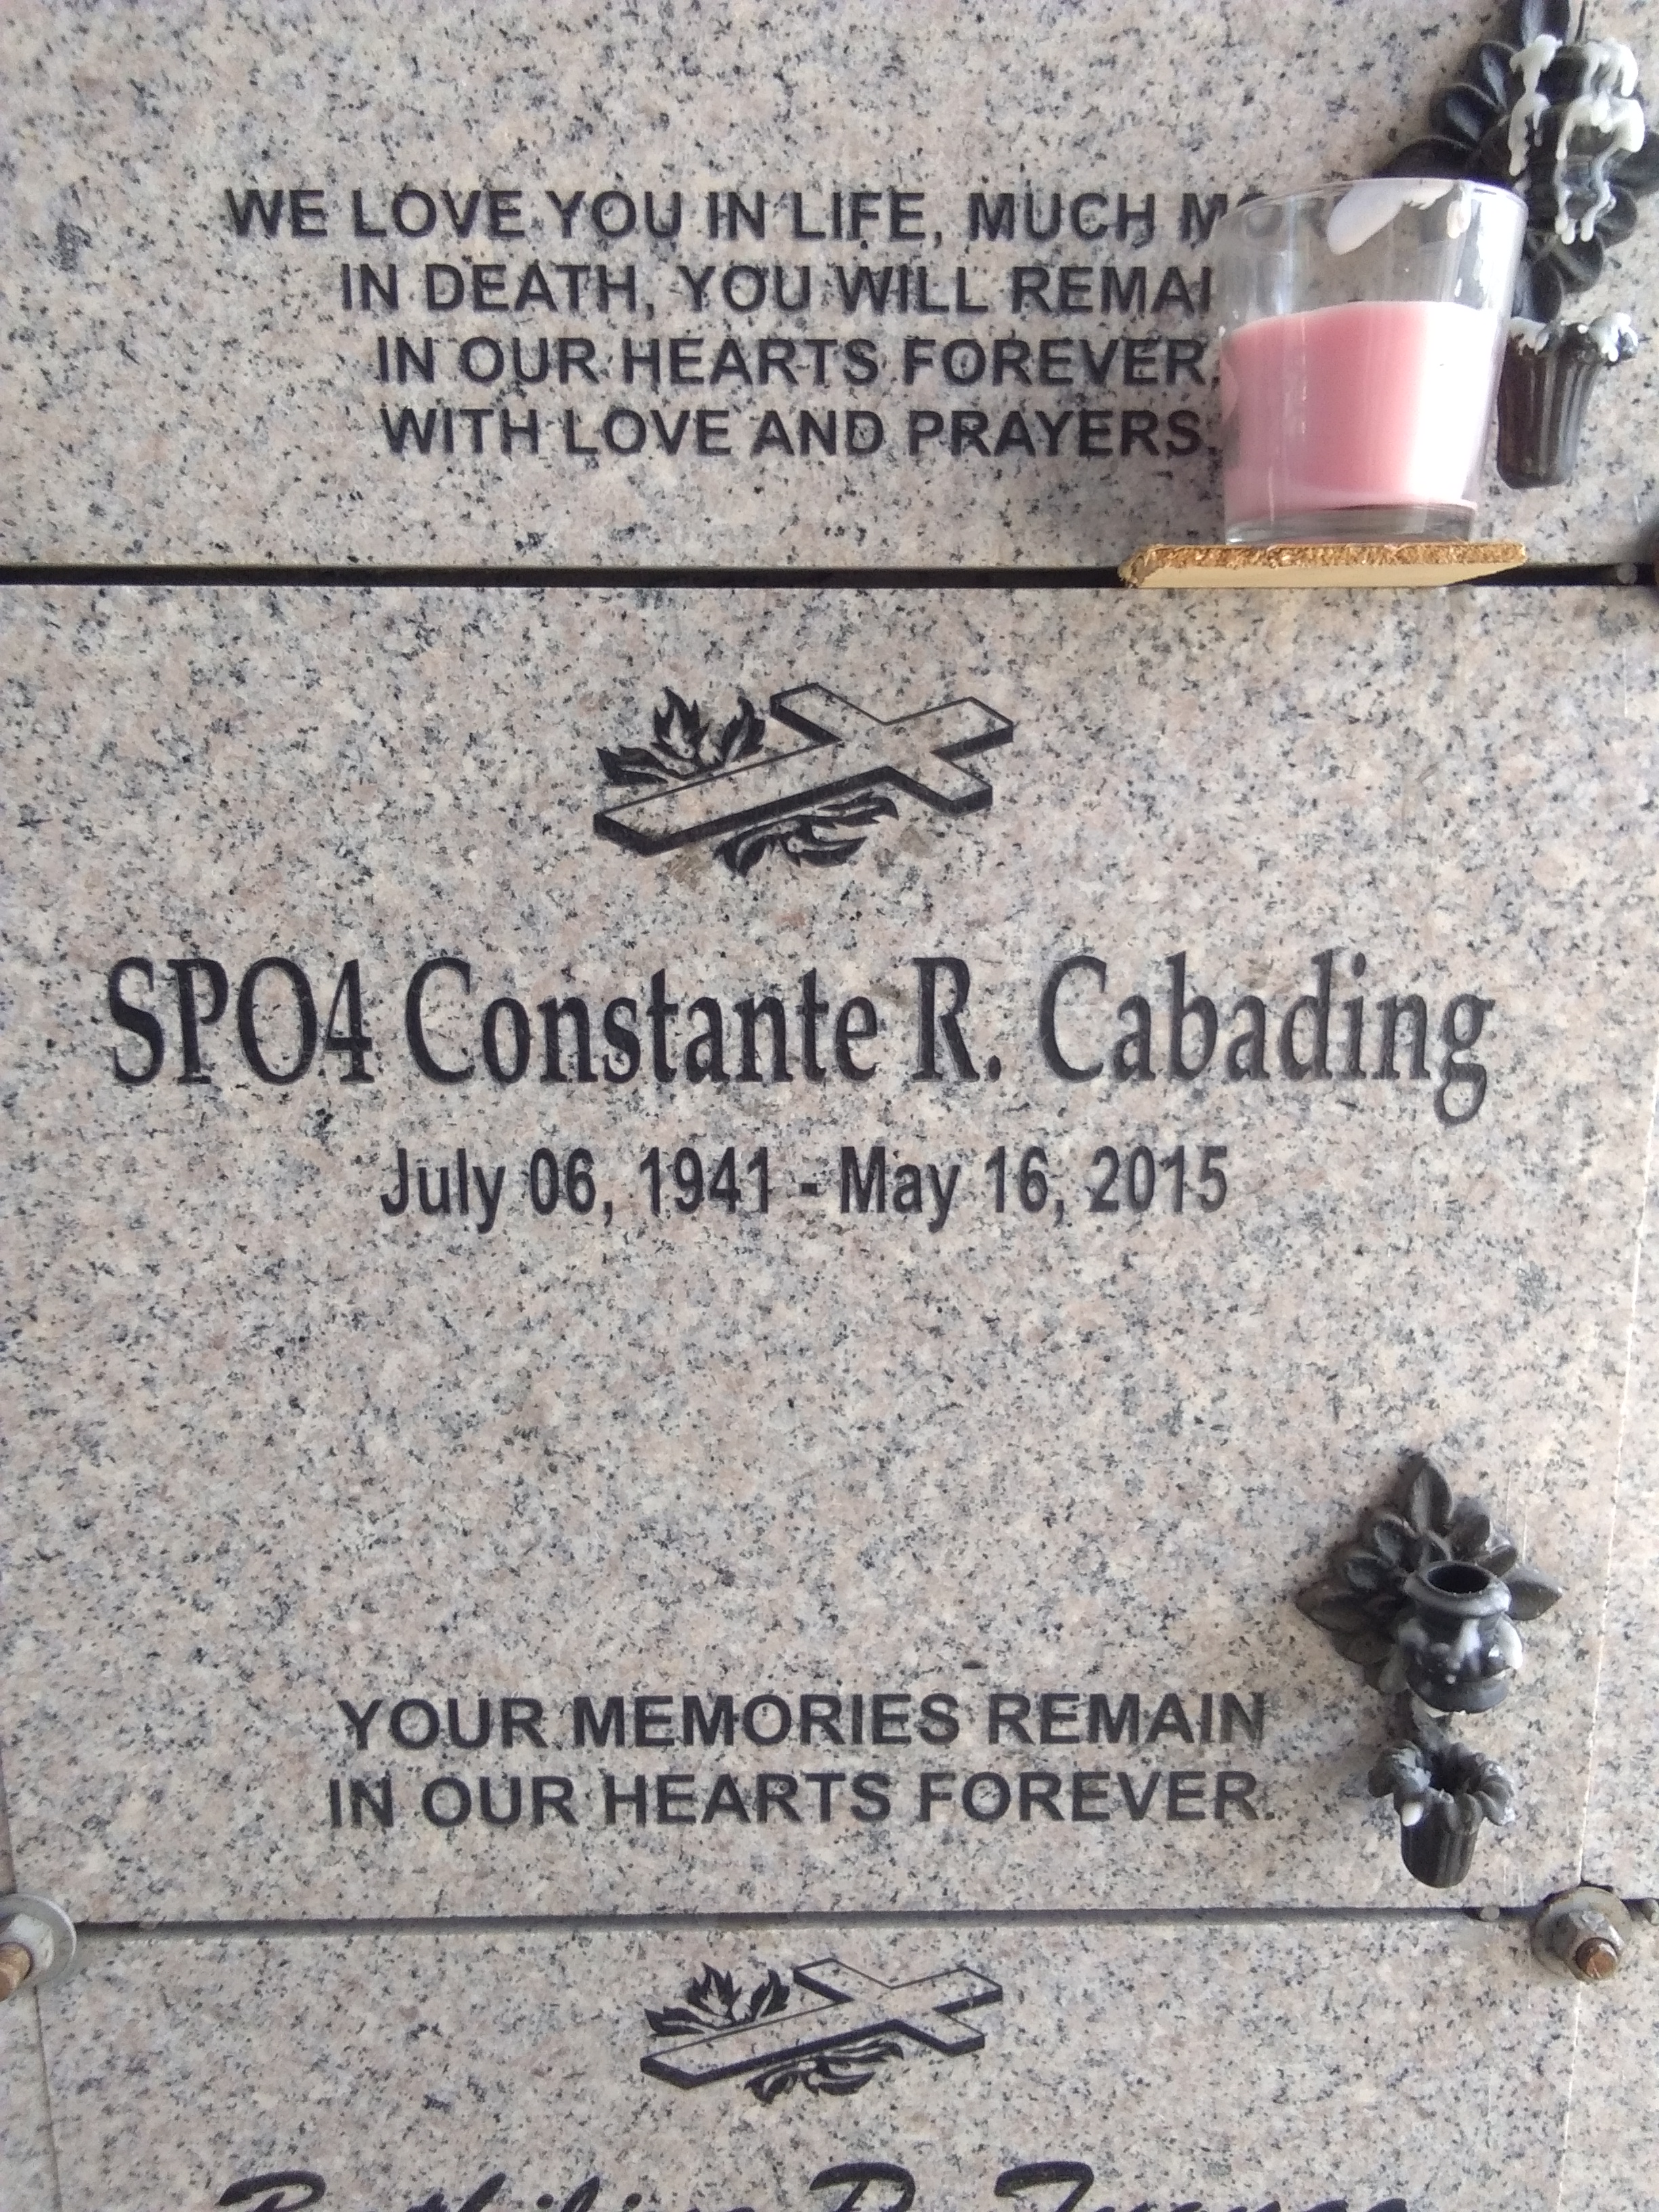 WE LOVE YOU IN LIFE, MUCH
IN DEATH, YOU WILL
IN OUR HEARTS FOREVER,
WITH LOVE AND PRAYERS.
SPO4 Constante R. Cabading
July 06, 1941 - May 16, 2015
YOUR MEMORIES REMAIN
IN OUR HEARTS FOREVER.